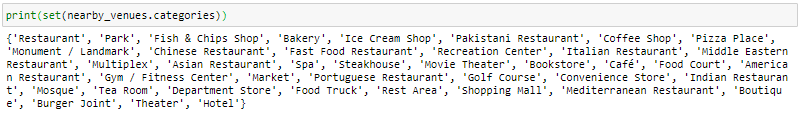 print(set(nearby_venues.categories))
{'Restaurant', 'Park', 'Fish & Chips Shop', 'Bakery', 'Ice Cream Shop', 'Pakistani Restaurant', 'Coffee Shop', 'Pizza Place',
'Monument / Landmark', 'Chinese Restaurant', 'Fast Food Restaurant', 'Recreation Center', 'Italian Restaurant', 'Middle Eastern
Restaurant', 'Multiplex', 'Asian Restaurant', 'Spa', 'Steakhouse', 'Movie Theater', 'Bookstore', 'Café', 'Food Court', 'America
n Restaurant', 'Gym / Fitness Center', 'Market', 'Portuguese Restaurant', 'Golf Course', 'Convenience Store', 'Indian Restauran
t', 'Mosque', 'Tea Room', 'Department Store', 'Food Truck', 'Rest Area', 'Shopping Mall', 'Mediterranean Restaurant', 'Boutiqu
e', 'Burger Joint', 'Theater', 'Hotel'}